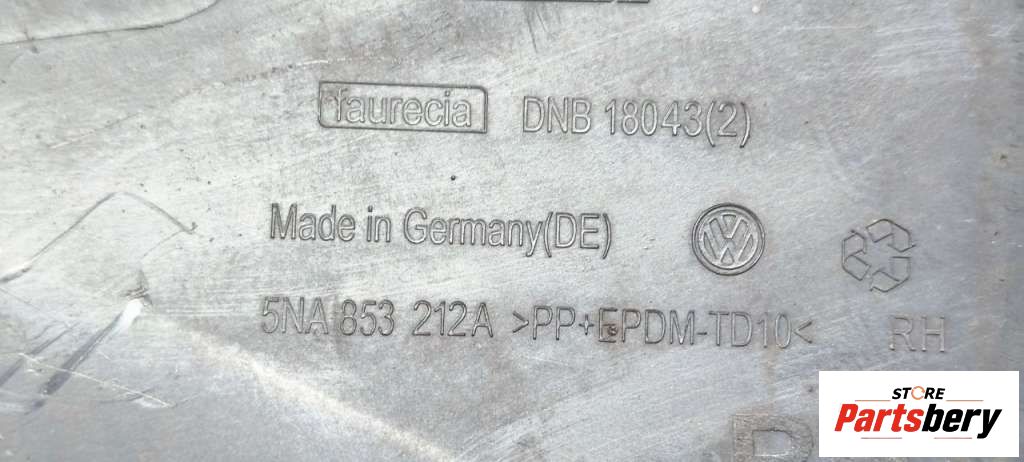 faurecia DNB 18043(2)
Made in Germany(DE)
5NA 853 212A >PP+EPDM-TD10< RH
STORE
Partsbery